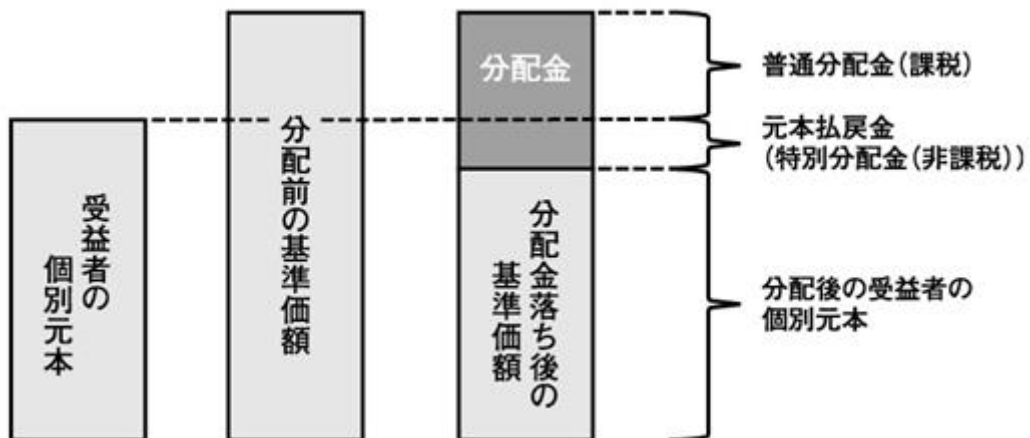 受益者の
個別元本
分配前の基準価額
分配金
分配金落ち後の
基準価額
普通分配金(課税)
元本払戻金
(特別分配金(非課税))
分配後の受益者の
個別元本